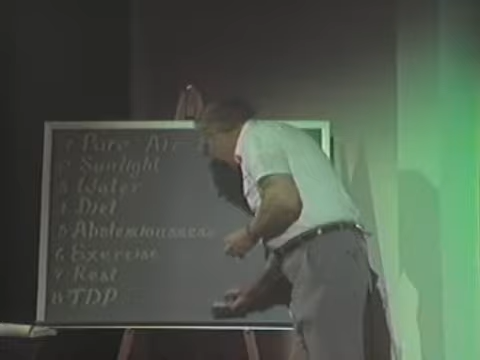 1 Pure Air
2 Sunlight
3 Water
4 Diet
5 Abstemiousness
6 Exercise
7 Rest
8 TDP